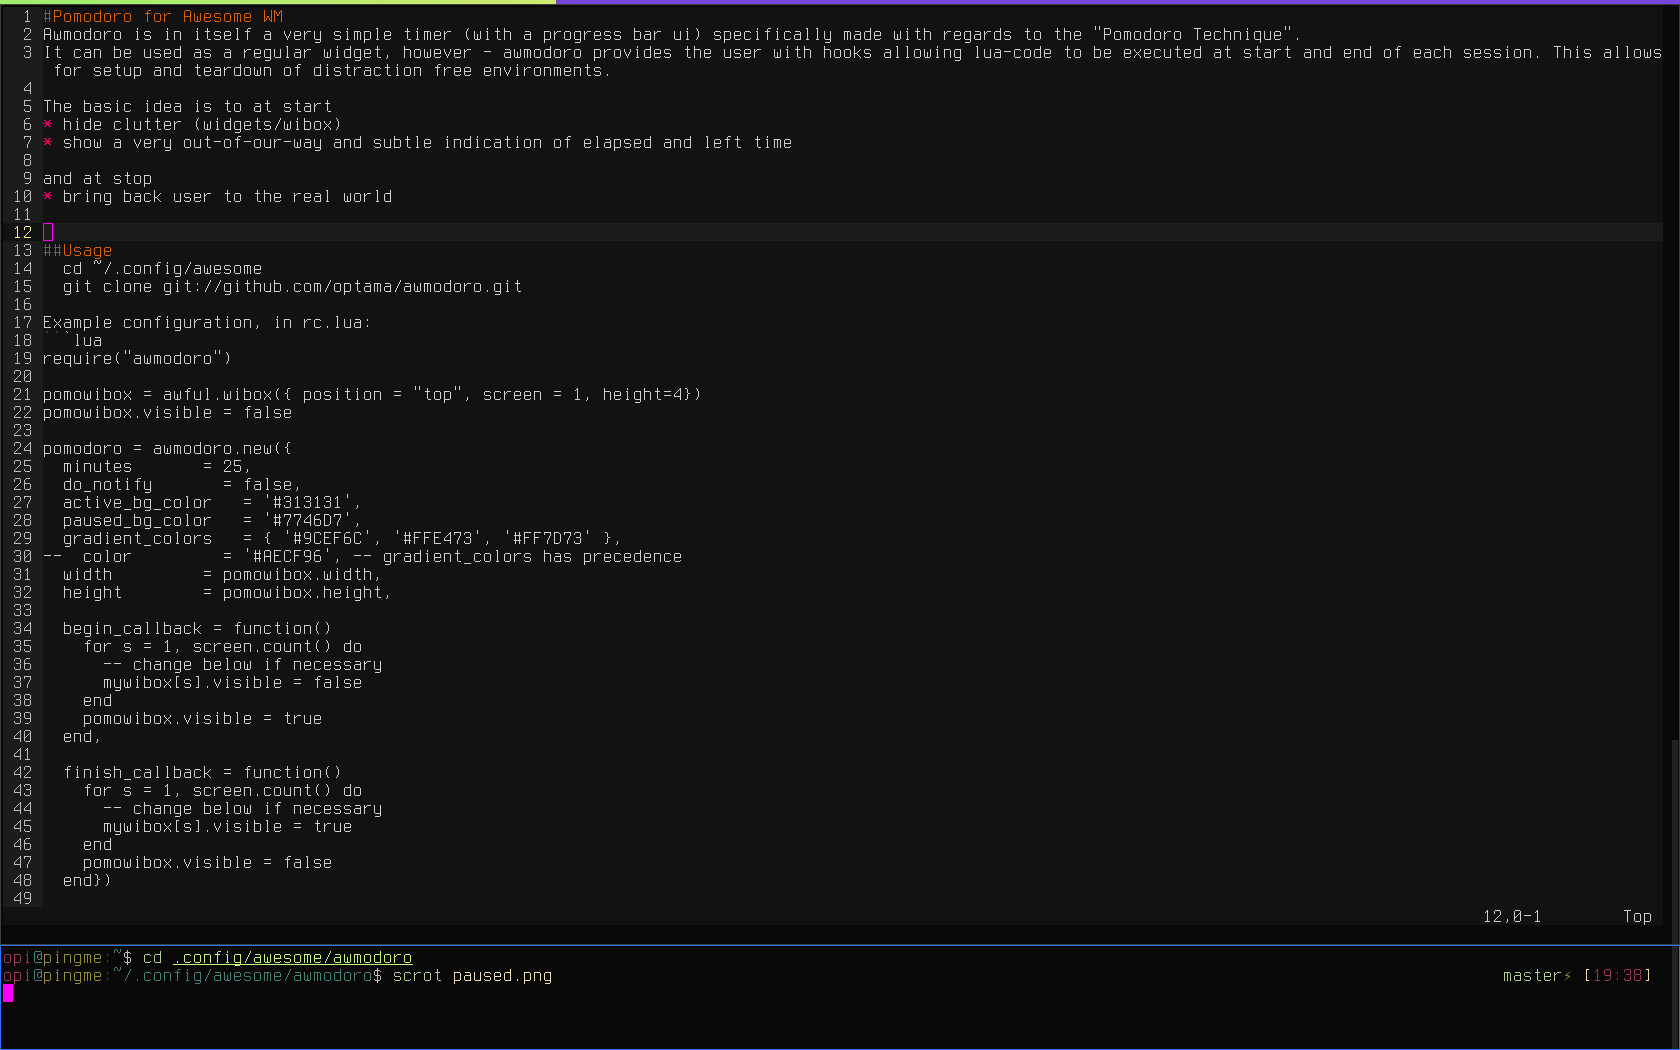 1 #Pomodoro for Awesome WM
2 Awmodoro is in itself a very simple timer (with a progress bar ui) specifically made with regards to the "Pomodoro Technique".
3 It can be used as a regular widget, however - awmodoro provides the user with hooks allowing lua-code to be executed at start and end of each session. This allows
for setup and teardown of distraction free environments.
4
5 The basic idea is to at start
6 * hide clutter (widgets/wibox)
7 * show a very out-of-our-way and subtle indication of elapsed and left time
8
9 and at stop
10 * bring back user to the real world
11
12
13 ##Usage
14   cd ~/.config/awesome
15   git clone git://github.com/optama/awmodoro.git
16
17 Example configuration, in rc.lua:
18 ```lua
19 require("awmodoro")
20
21 pomowibox = awful.wibox({ position = "top", screen = 1, height=4})
22 pomowibox.visible = false
23
24 pomodoro = awmodoro.new({
25   minutes       = 25,
26   do_notify       = false,
27   active_bg_color   = '#313131',
28   paused_bg_color   = '#7746D7',
29   gradient_colors   = { '#9CEF6C', '#FFE473', '#FF7D73' },
30 --  color         = '#AECF96', -- gradient_colors has precedence
31   width         = pomowibox.width,
32   height        = pomowibox.height,
33
34   begin_callback = function()
35     for s = 1, screen.count() do
36       -- change below if necessary
37       mywibox[s].visible = false
38     end
39     pomowibox.visible = true
40   end,
41
42   finish_callback = function()
43     for s = 1, screen.count() do
44       -- change below if necessary
45       mywibox[s].visible = true
46     end
47     pomowibox.visible = false
48   end})
49
12,0-1 Top
opi@pingme:~$ cd .config/awesome/awmodoro
opi@pingme:~/.config/awesome/awmodoro$ scrot paused.png master⚡ [19:38]